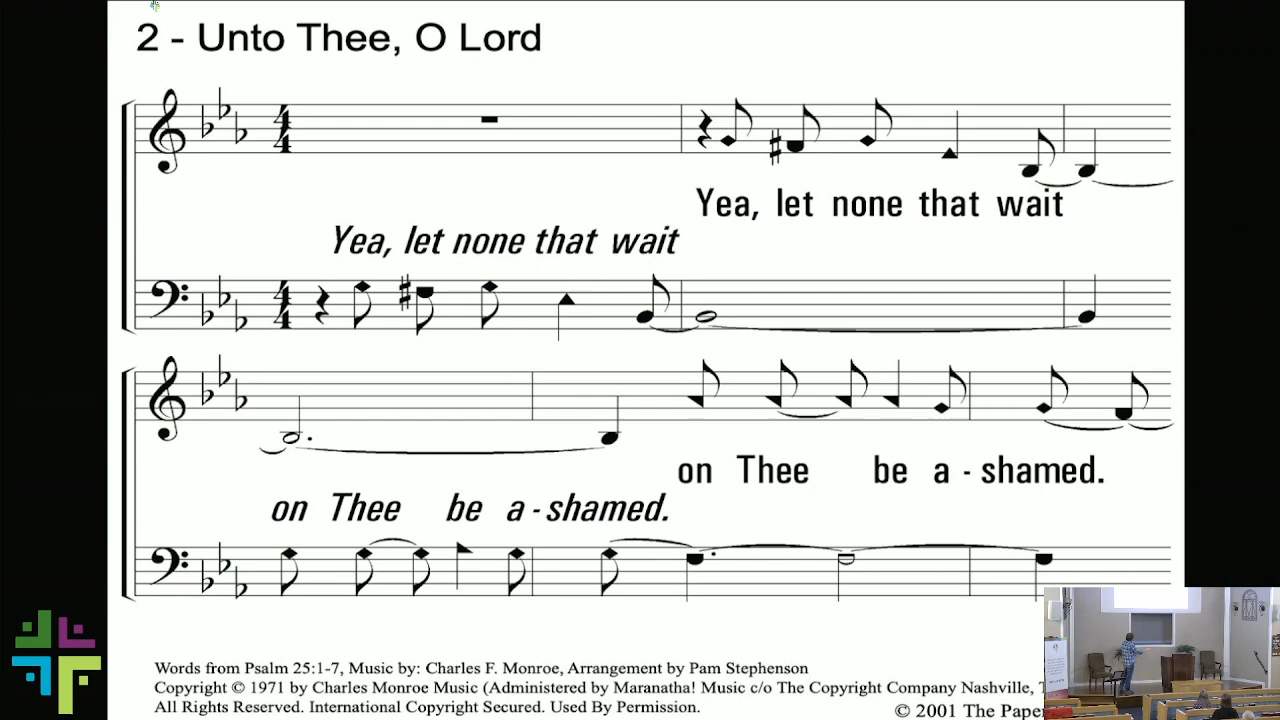 2 - Unto Thee, O Lord
Yea, let none that wait
Yea, let none that wait
on Thee be a - shamed.
on Thee be a - shamed.
Words from Psalm 25:1-7, Music by: Charles F. Monroe, Arrangement by Pam Stephenson
Copyright © 1971 by Charles Monroe Music (Administered by Maranatha! Music c/o The Copyright Company Nashville, T
All Rights Reserved. International Copyright Secured. Used By Permission.
© 2001 The Paper